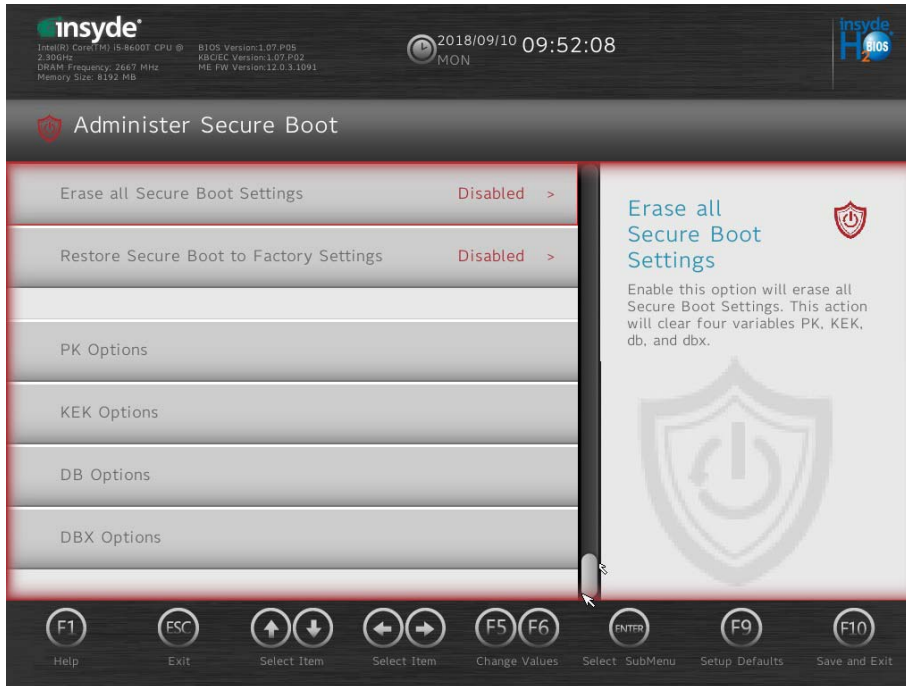 insyde®
Intel(R) Core(TM) i5-8600T CPU @
2.30GHz
DRAM Frequency: 2667 MHz
Memory Size: 8192 MB
BIOS Version:1.07.P05
KBC/EC Version:1.07.P02
ME FW Version:12.0.3.1091
2018/09/10 09:52:08
MON
insyde
H2O BIOS
Administer Secure Boot
Erase all Secure Boot Settings Disabled >
Restore Secure Boot to Factory Settings Disabled >
PK Options
KEK Options
DB Options
DBX Options
Erase all
Secure Boot
Settings
Enable this option will erase all
Secure Boot Settings. This action
will clear four variables PK, KEK,
db, and dbx.
F1 ESC F5 F6 ENTER F9 F10
Help Exit Select Item Select Item Change Values Select SubMenu Setup Defaults Save and Exit